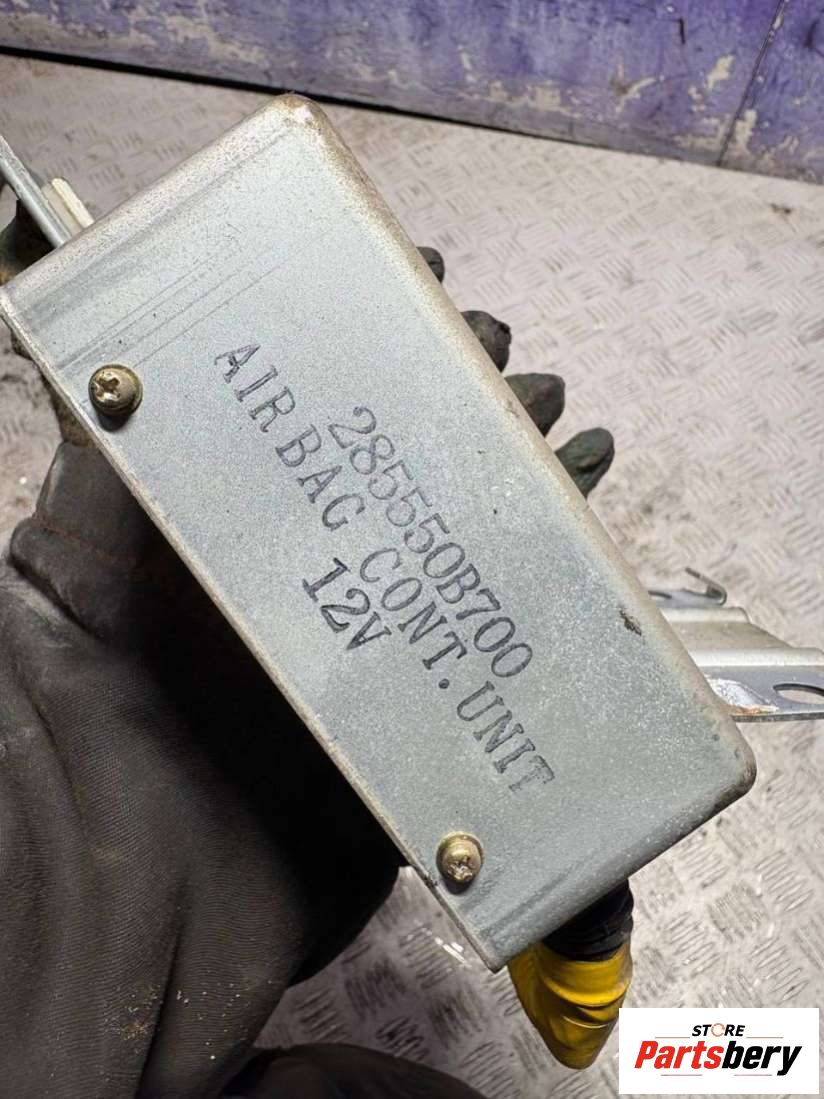 285550B700
AIR BAG CONT. UNIT
12V
STORE
Partsbery